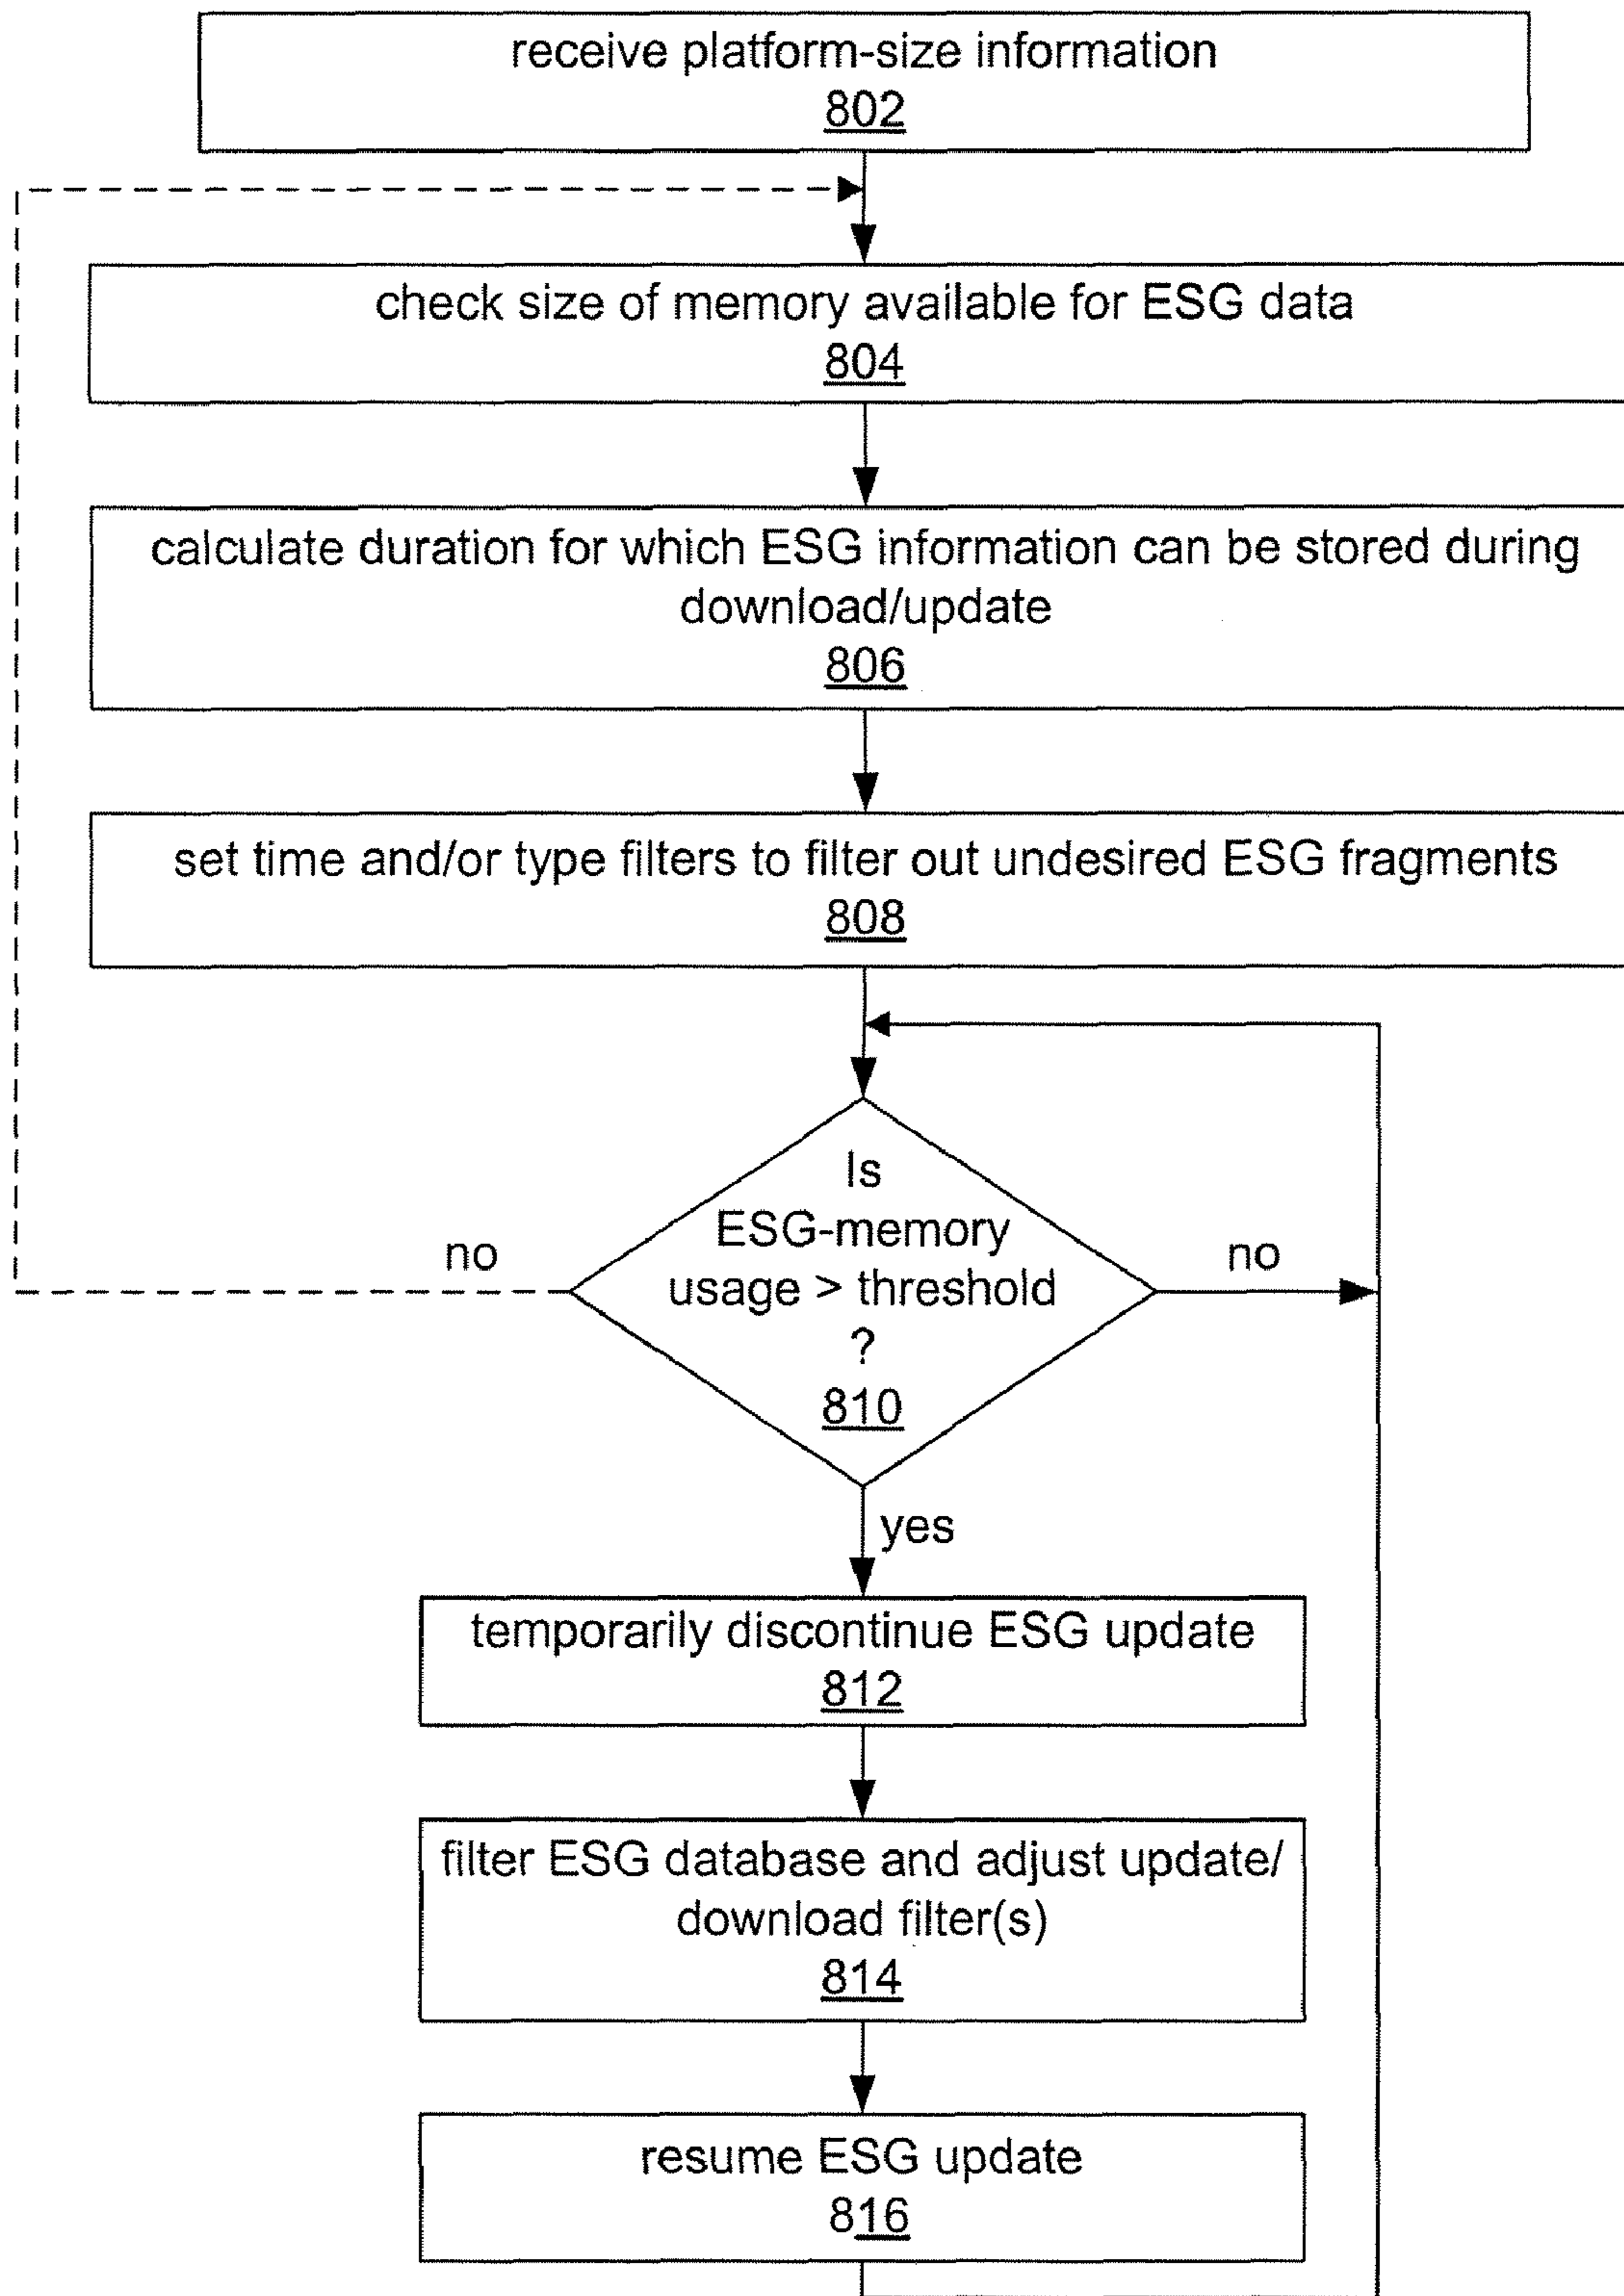 receive platform-size information
802
check size of memory available for ESG data
804
calculate duration for which ESG information can be stored during
download/update
806
set time and/or type filters to filter out undesired ESG fragments
808
Is
ESG-memory
usage > threshold
?
810
no
no
yes
temporarily discontinue ESG update
812
filter ESG database and adjust update/
download filter(s)
814
resume ESG update
816